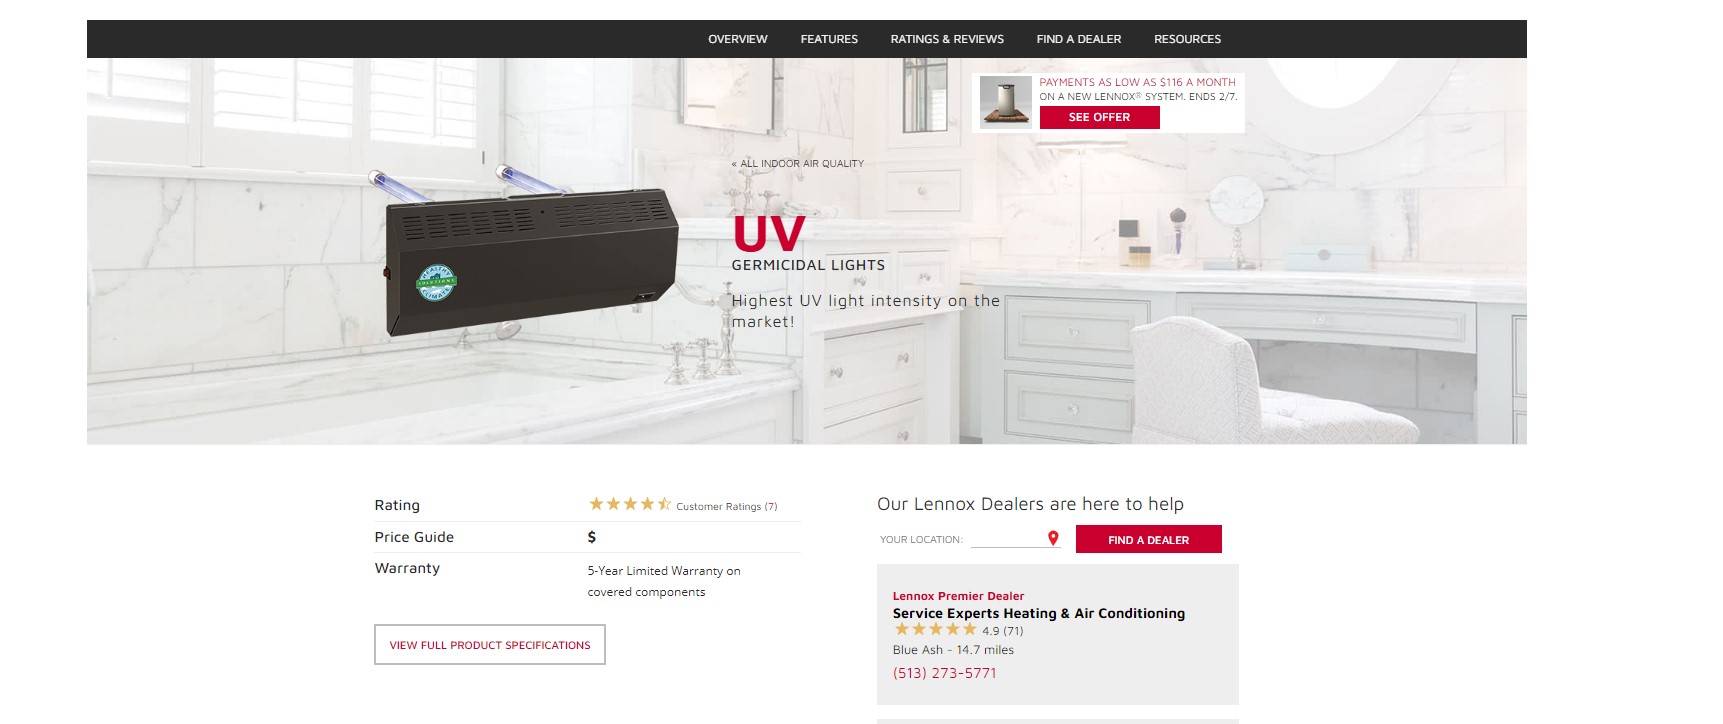 OVERVIEW FEATURES RATINGS & REVIEWS FIND A DEALER RESOURCES
PAYMENTS AS LOW AS $116 A MONTH
ON A NEW LENNOX® SYSTEM. ENDS 2/7.
SEE OFFER
« ALL INDOOR AIR QUALITY
UV
GERMICIDAL LIGHTS
Highest UV light intensity on the
market!
HEALTHY
CLIMATE
SOLUTIONS
Rating
Customer Ratings (7)
Price Guide
$
Warranty
5-Year Limited Warranty on
covered components
VIEW FULL PRODUCT SPECIFICATIONS
Our Lennox Dealers are here to help
YOUR LOCATION:
FIND A DEALER
Lennox Premier Dealer
Service Experts Heating & Air Conditioning
4.9 (71)
Blue Ash - 14.7 miles
(513) 273-5771